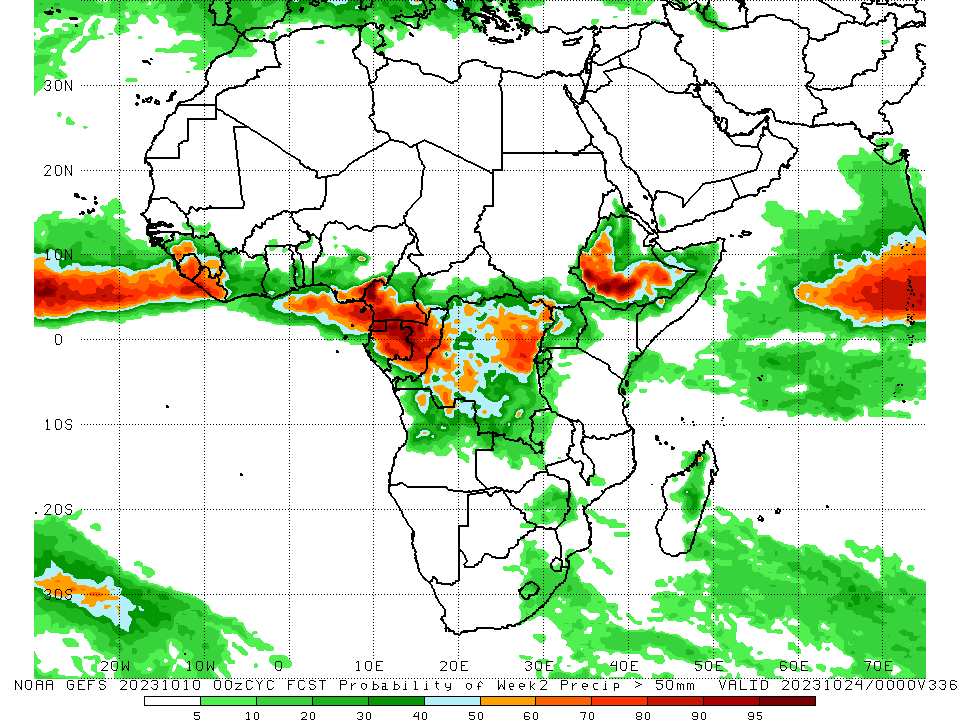 30N
20N
10N
0
10S
20S
30S
20W 10W 0 10E 20E 30E 40E 50E 60E 70E
NOAA GEFS 20231010 00zCYC FCST Probability of Week2 Precip > 50mm VALID 20231024/0000V336
5 10 20 30 40 50 60 70 80 90 95